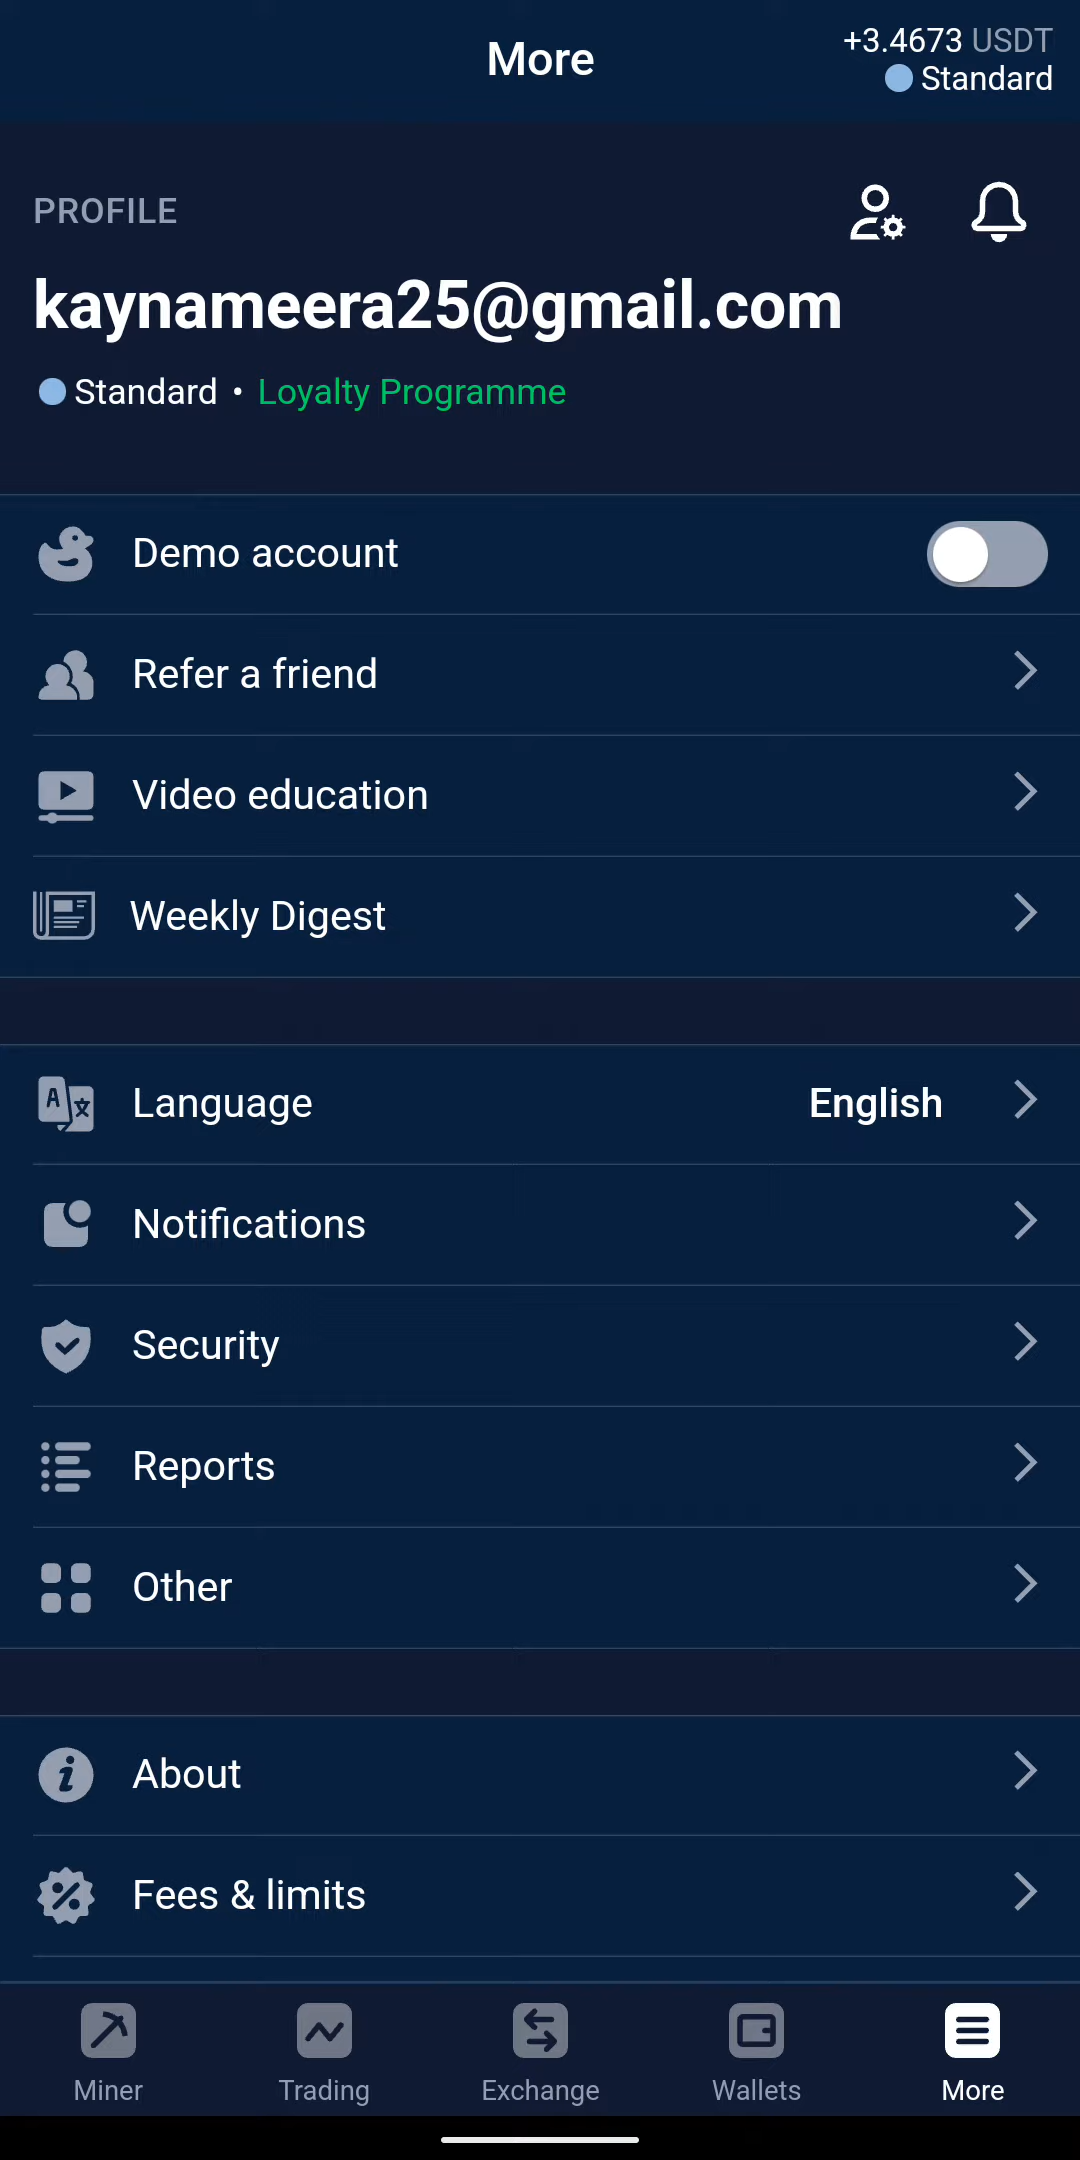 More
+3.4673 USDT
Standard
PROFILE
kaynameera25@gmail.com
Standard • Loyalty Programme
Demo account
Refer a friend
Video education
Weekly Digest
Language English
Notifications
Security
Reports
Other
About
Fees & limits
Miner Trading Exchange Wallets More